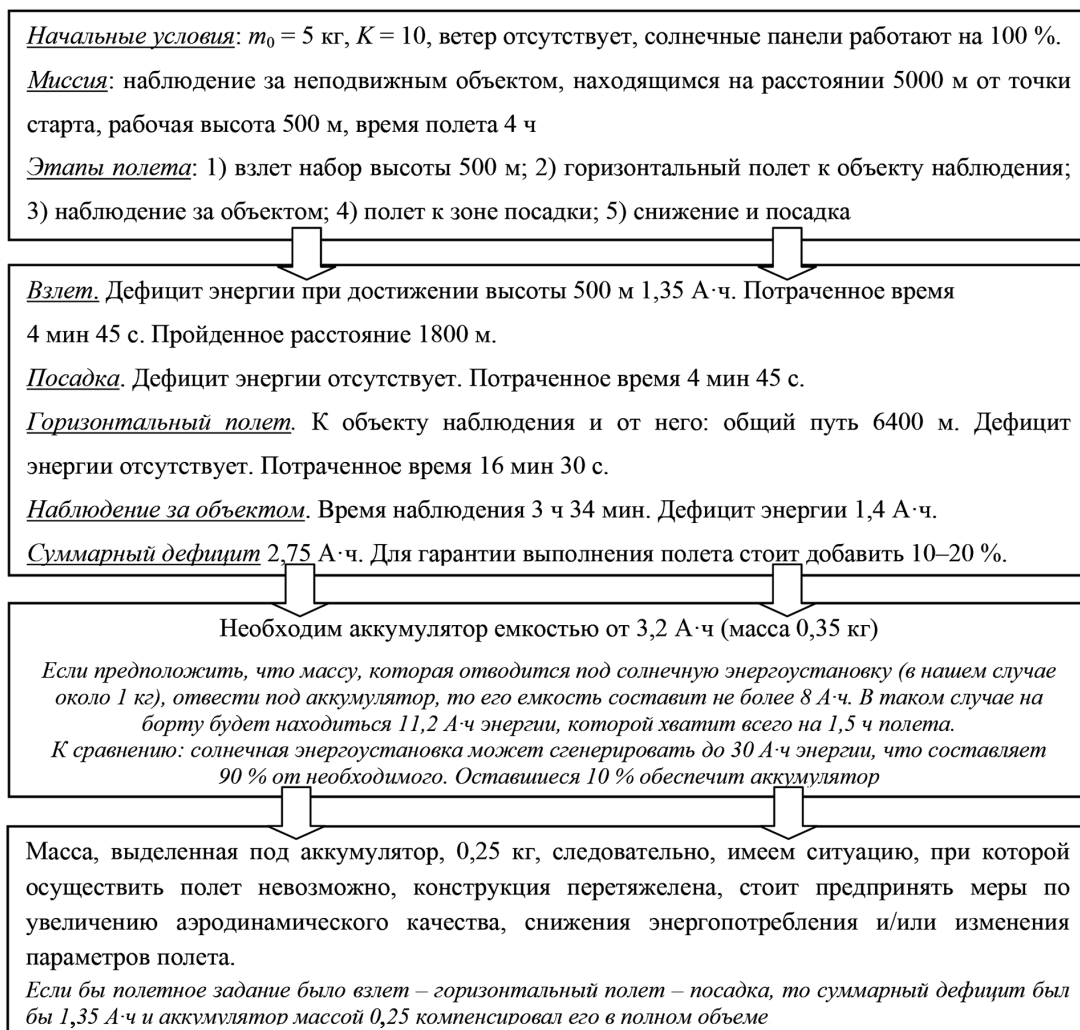 Начальные условия: m0 = 5 кг, K = 10, ветер отсутствует, солнечные панели работают на 100 %.
Миссия: наблюдение за неподвижным объектом, находящимся на расстоянии 5000 м от точки
старта, рабочая высота 500 м, время полета 4 ч
Этапы полета: 1) взлет набор высоты 500 м; 2) горизонтальный полет к объекту наблюдения;
3) наблюдение за объектом; 4) полет к зоне посадки; 5) снижение и посадка
Взлет. Дефицит энергии при достижении высоты 500 м 1,35 А·ч. Потраченное время
4 мин 45 с. Пройденное расстояние 1800 м.
Посадка. Дефицит энергии отсутствует. Потраченное время 4 мин 45 с.
Горизонтальный полет. К объекту наблюдения и от него: общий путь 6400 м. Дефицит
энергии отсутствует. Потраченное время 16 мин 30 с.
Наблюдение за объектом. Время наблюдения 3 ч 34 мин. Дефицит энергии 1,4 А·ч.
Суммарный дефицит 2,75 А·ч. Для гарантии выполнения полета стоит добавить 10–20 %.
Необходим аккумулятор емкостью от 3,2 А·ч (масса 0,35 кг)
Если предположить, что массу, которая отводится под солнечную энергоустановку (в нашем случае
около 1 кг), отвести под аккумулятор, то его емкость составит не более 8 А·ч. В таком случае на
борту будет находиться 11,2 А·ч энергии, которой хватит всего на 1,5 ч полета.
К сравнению: солнечная энергоустановка может сгенерировать до 30 А·ч энергии, что составляет
90 % от необходимого. Оставшиеся 10 % обеспечит аккумулятор
Масса, выделенная под аккумулятор, 0,25 кг, следовательно, имеем ситуацию, при которой
осуществить полет невозможно, конструкция перетяжелена, стоит предпринять меры по
увеличению аэродинамического качества, снижения энергопотребления и/или изменения
параметров полета.
Если бы полетное задание было взлет – горизонтальный полет – посадка, то суммарный дефицит был
бы 1,35 А·ч и аккумулятор массой 0,25 компенсировал его в полном объеме